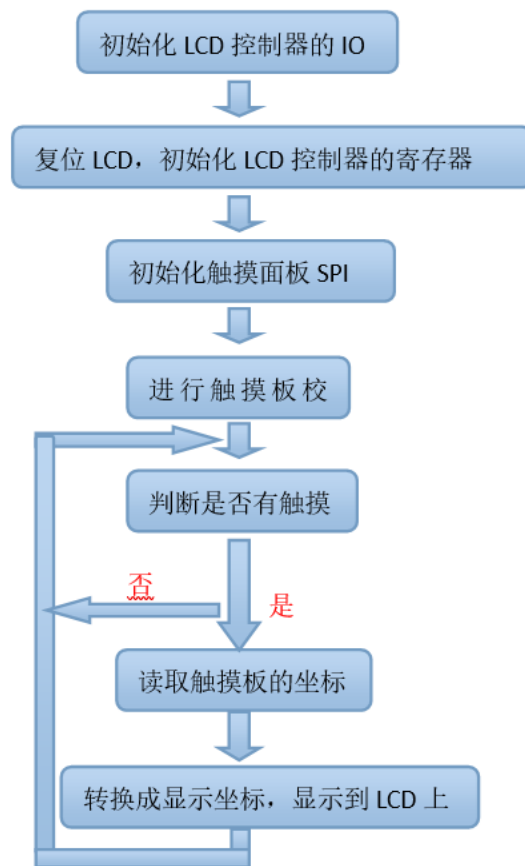 初始化 LCD 控制器的 IO
复位 LCD，初始化 LCD 控制器的寄存器
初始化触摸面板 SPI
进行触摸板校
判断是否有触摸
否
是
读取触摸板的坐标
转换成显示坐标，显示到 LCD 上